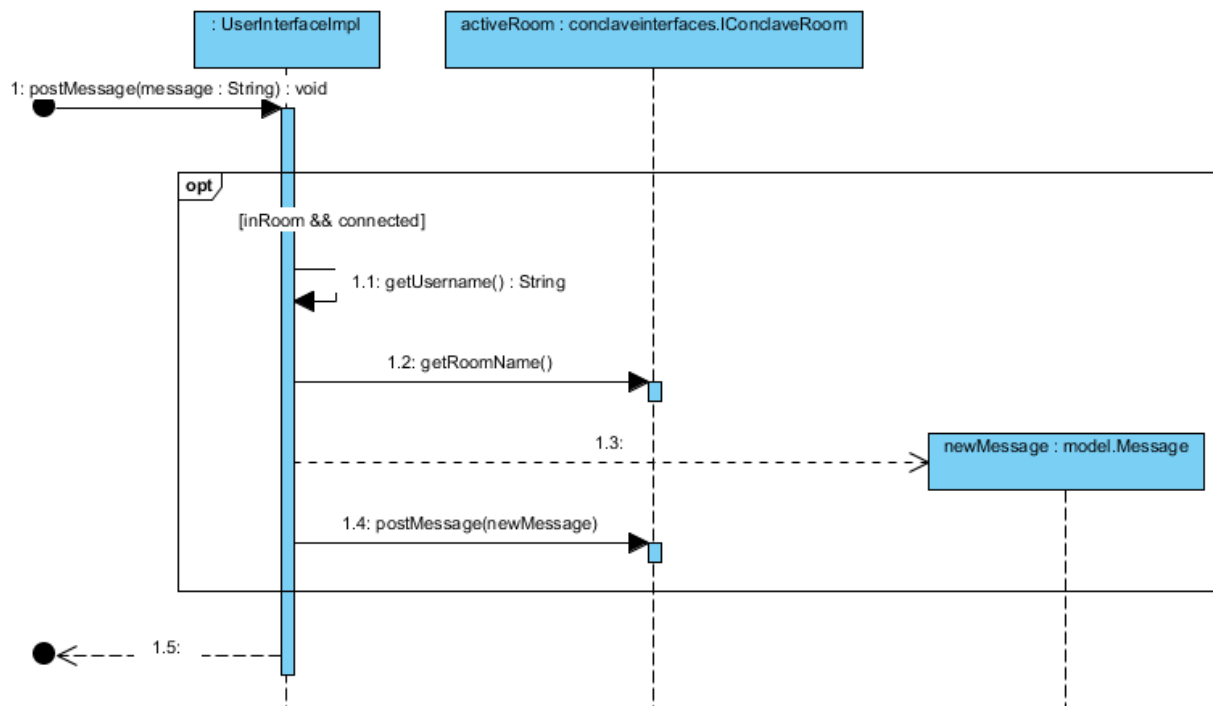 : UserInterfaceImpl
activeRoom : conclaveinterfaces.IConclaveRoom
1: postMessage(message : String) : void
opt
[inRoom && connected]
1.1: getUsername() : String
1.2: getRoomName()
1.3:
newMessage : model.Message
1.4: postMessage(newMessage)
1.5: